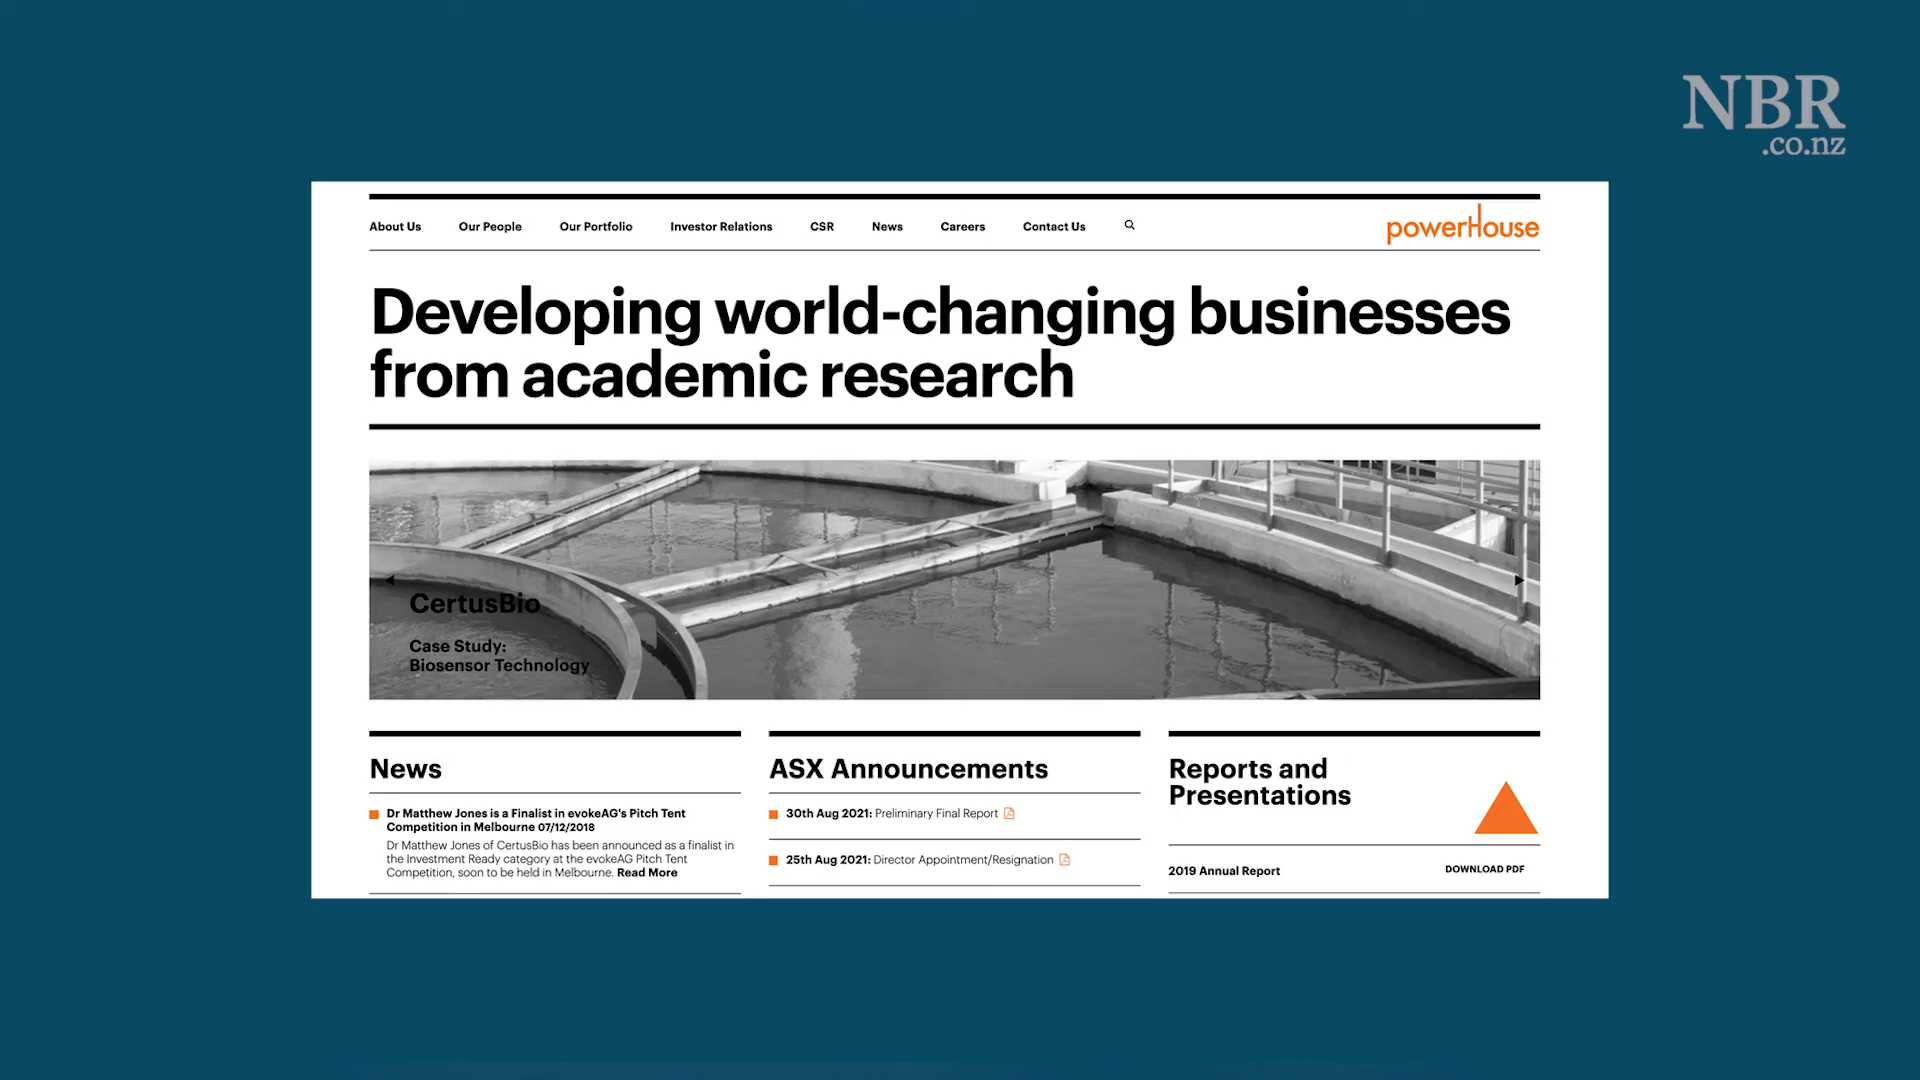 NBR
.co.nz
About Us Our People Our Portfolio Investor Relations CSR News Careers Contact Us
powerHouse
Developing world-changing businesses
from academic research
CertusBio
Case Study:
Biosensor Technology
News
Dr Matthew Jones is a Finalist in evokeAG's Pitch Tent
Competition in Melbourne 07/12/2018
Dr Matthew Jones of CertusBio has been announced as a finalist in
the Investment Ready category at the evokeAG Pitch Tent
Competition, soon to be held in Melbourne. Read More
ASX Announcements
30th Aug 2021: Preliminary Final Report
25th Aug 2021: Director Appointment/Resignation
Reports and
Presentations
2019 Annual Report DOWNLOAD PDF